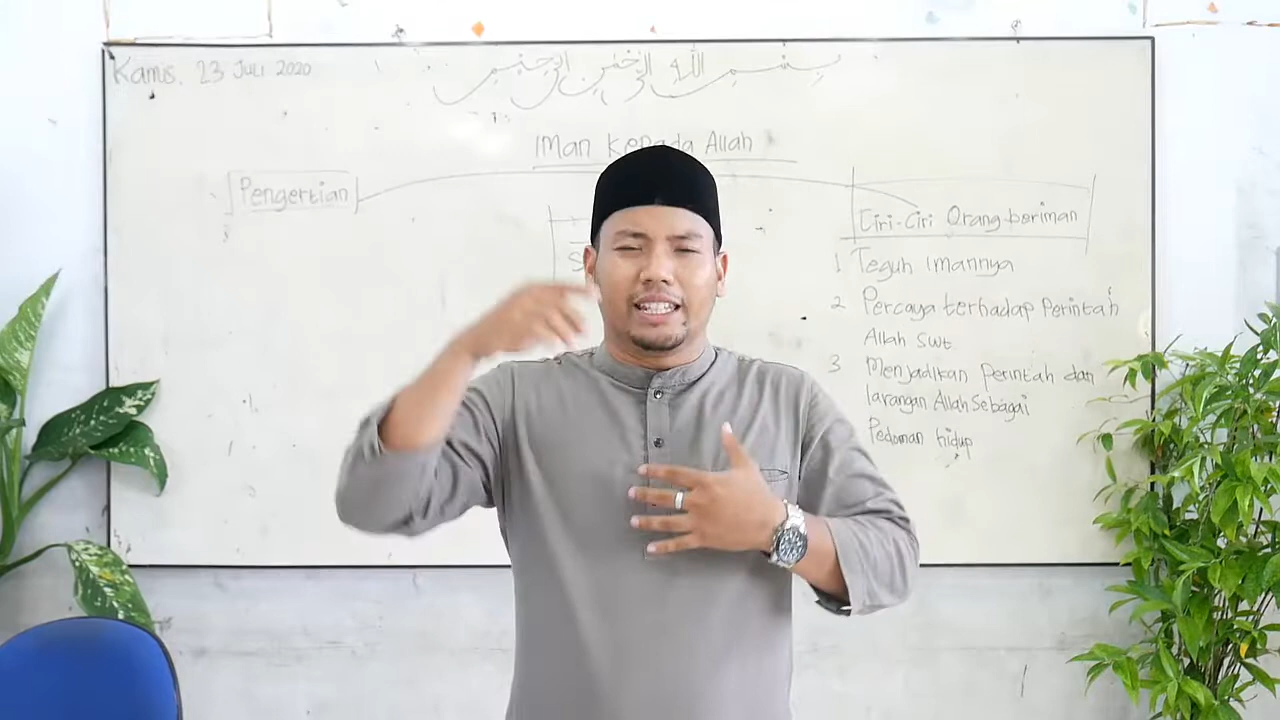 Kamis, 23 Juli 2020
بسم الله الرحمن الرحيم
Iman Kepada Allah
Pengertian
Ciri-Ciri Orang beriman
1 Teguh imannya
2 Percaya terhadap Perintah
Allah swt
3 Menjadikan Perintah dan
larangan Allah Sebagai
Pedoman hidup